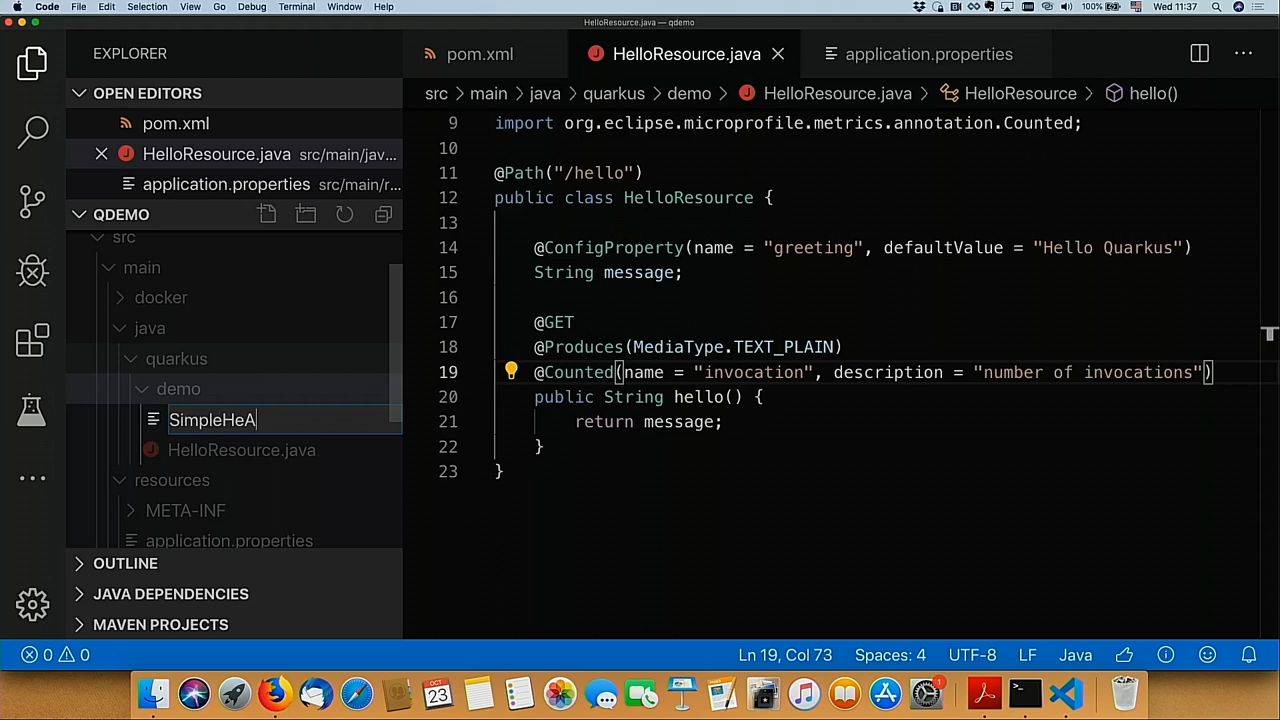 Code File Edit Selection View Go Debug Terminal Window Help 100% Wed 11:37
HelloResource.java — qdemo
EXPLORER
pom.xml HelloResource.java application.properties
OPEN EDITORS
src main java quarkus demo HelloResource.java HelloResource hello()
pom.xml
HelloResource.java src/main/jav...
application.properties src/main/r...
QDEMO
src
main
docker
java
quarkus
demo
SimpleHeA
HelloResource.java
resources
META-INF
application.properties
OUTLINE
JAVA DEPENDENCIES
MAVEN PROJECTS
9 import org.eclipse.microprofile.metrics.annotation.Counted;
10
11 @Path("/hello")
12 public class HelloResource {
13
14 @ConfigProperty(name = "greeting", defaultValue = "Hello Quarkus")
15 String message;
16
17 @GET
18 @Produces(MediaType.TEXT_PLAIN)
19 @Counted(name = "invocation", description = "number of invocations")
20 public String hello() {
21 return message;
22 }
23 }
0 0 Ln 19, Col 73 Spaces: 4 UTF-8 LF Java
OCT
23
1